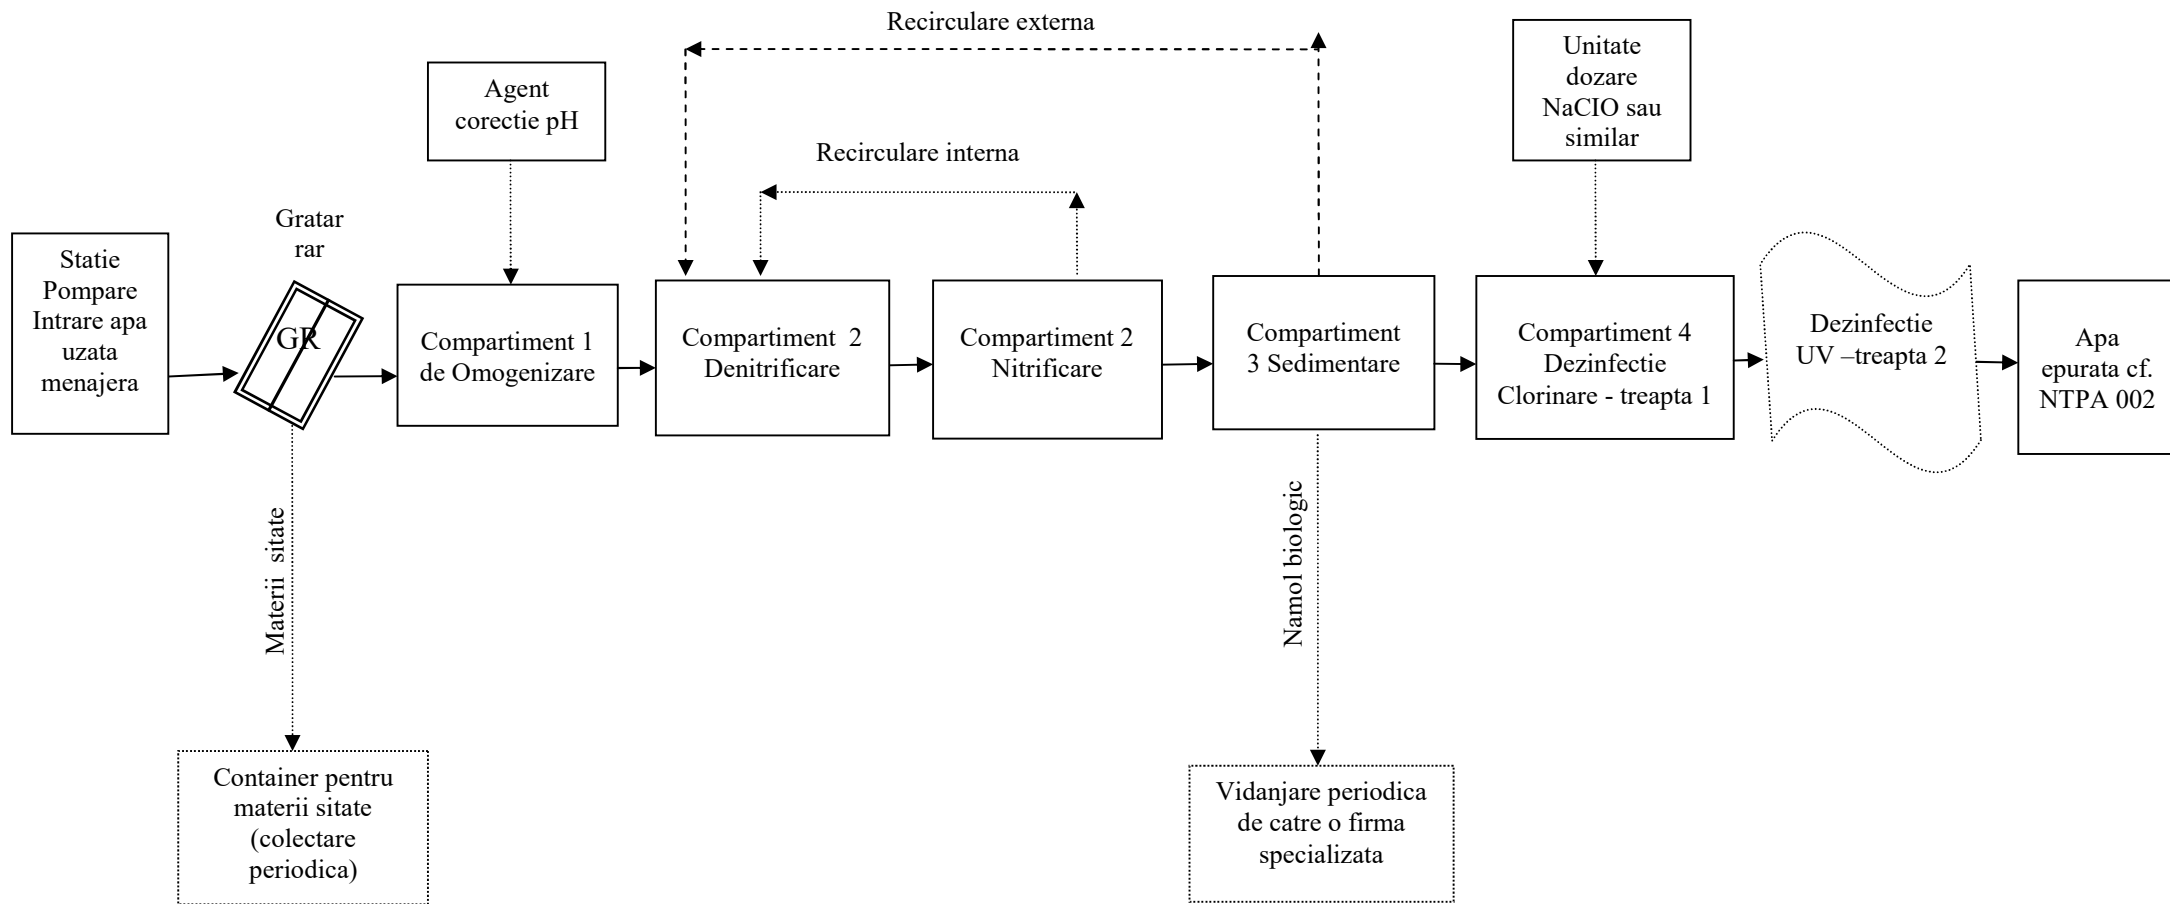 Recirculare externa
Unitate
dozare
NaClO sau
similar
Agent
corectie pH
Recirculare interna
Gratar
rar
Statie
Pompare
Intrare apa
uzata
menajera
GR
Compartiment 1
de Omogenizare
Compartiment  2
Denitrificare
Compartiment 2
Nitrificare
Compartiment
3 Sedimentare
Compartiment 4
Dezinfectie
Clorinare - treapta 1
Dezinfectie
UV –treapta 2
Apa
epurata cf.
NTPA 002
Materii  sitate
Namol biologic
Container pentru
materii sitate
(colectare
periodica)
Vidanjare periodica
de catre o firma
specializata